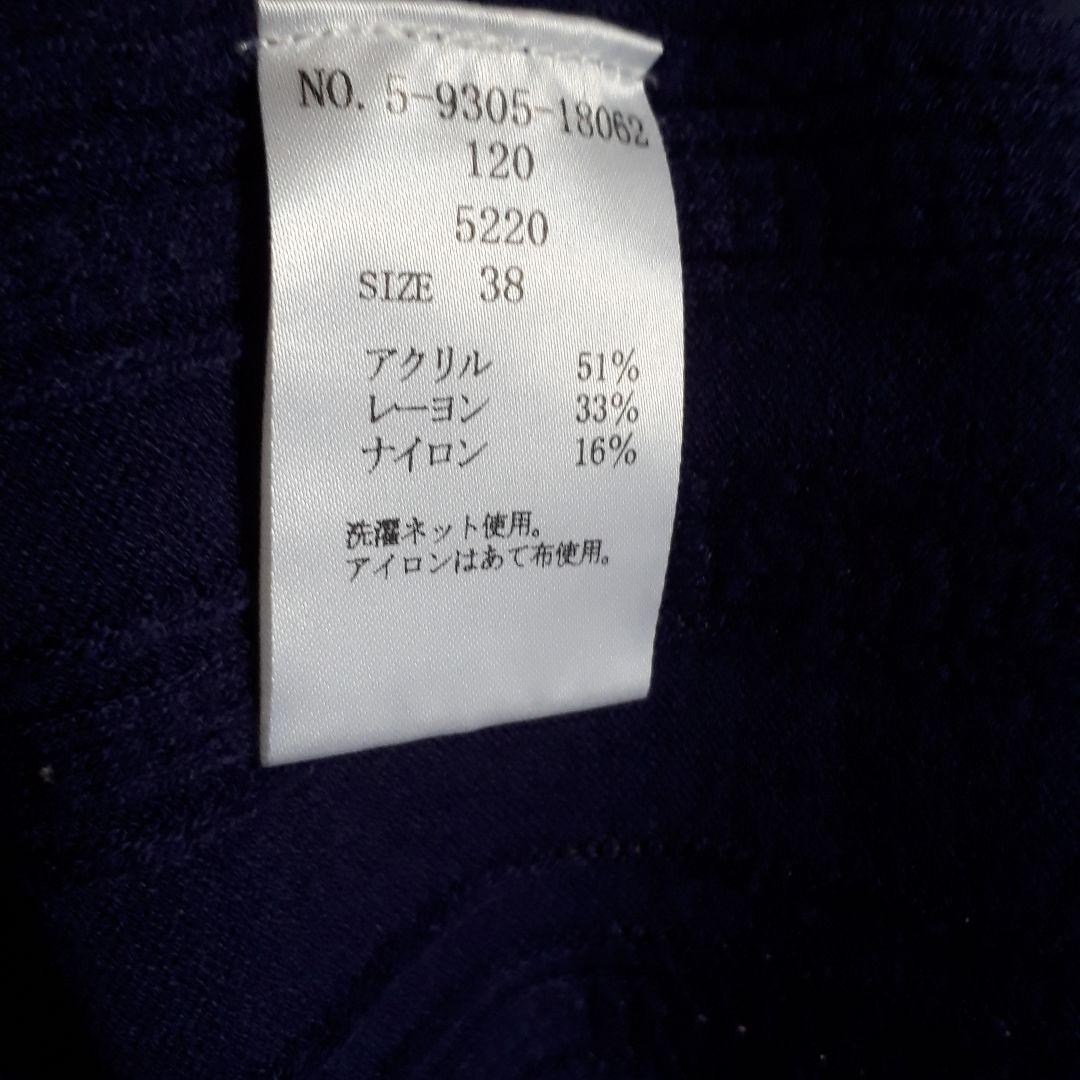 NO. 5-9305-18062
120
5220
SIZE 38
アクリル 51%
レーヨン 33%
ナイロン 16%
洗濯ネット使用。
アイロンはあて布使用。